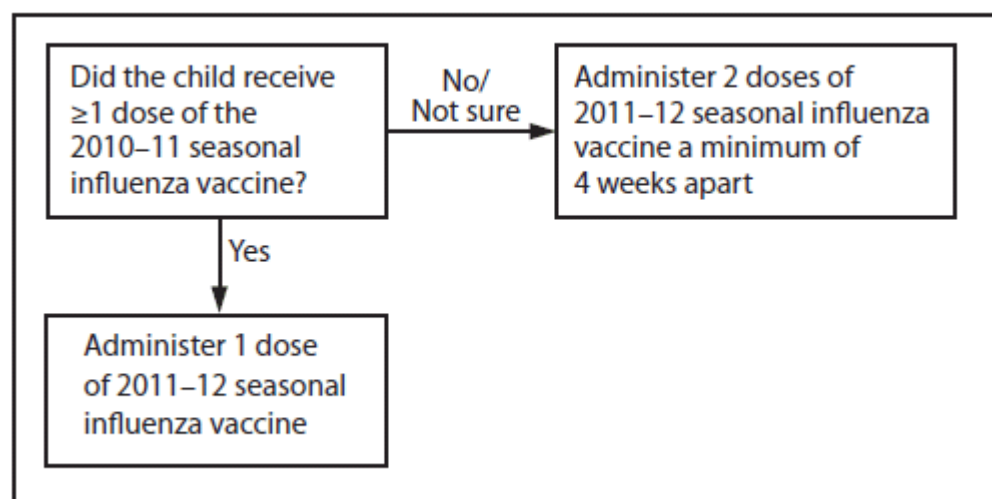 Did the child receive
≥1 dose of the
2010–11 seasonal
influenza vaccine?
No/
Not sure
Administer 2 doses of
2011–12 seasonal influenza
vaccine a minimum of
4 weeks apart
Yes
Administer 1 dose
of 2011–12 seasonal
influenza vaccine